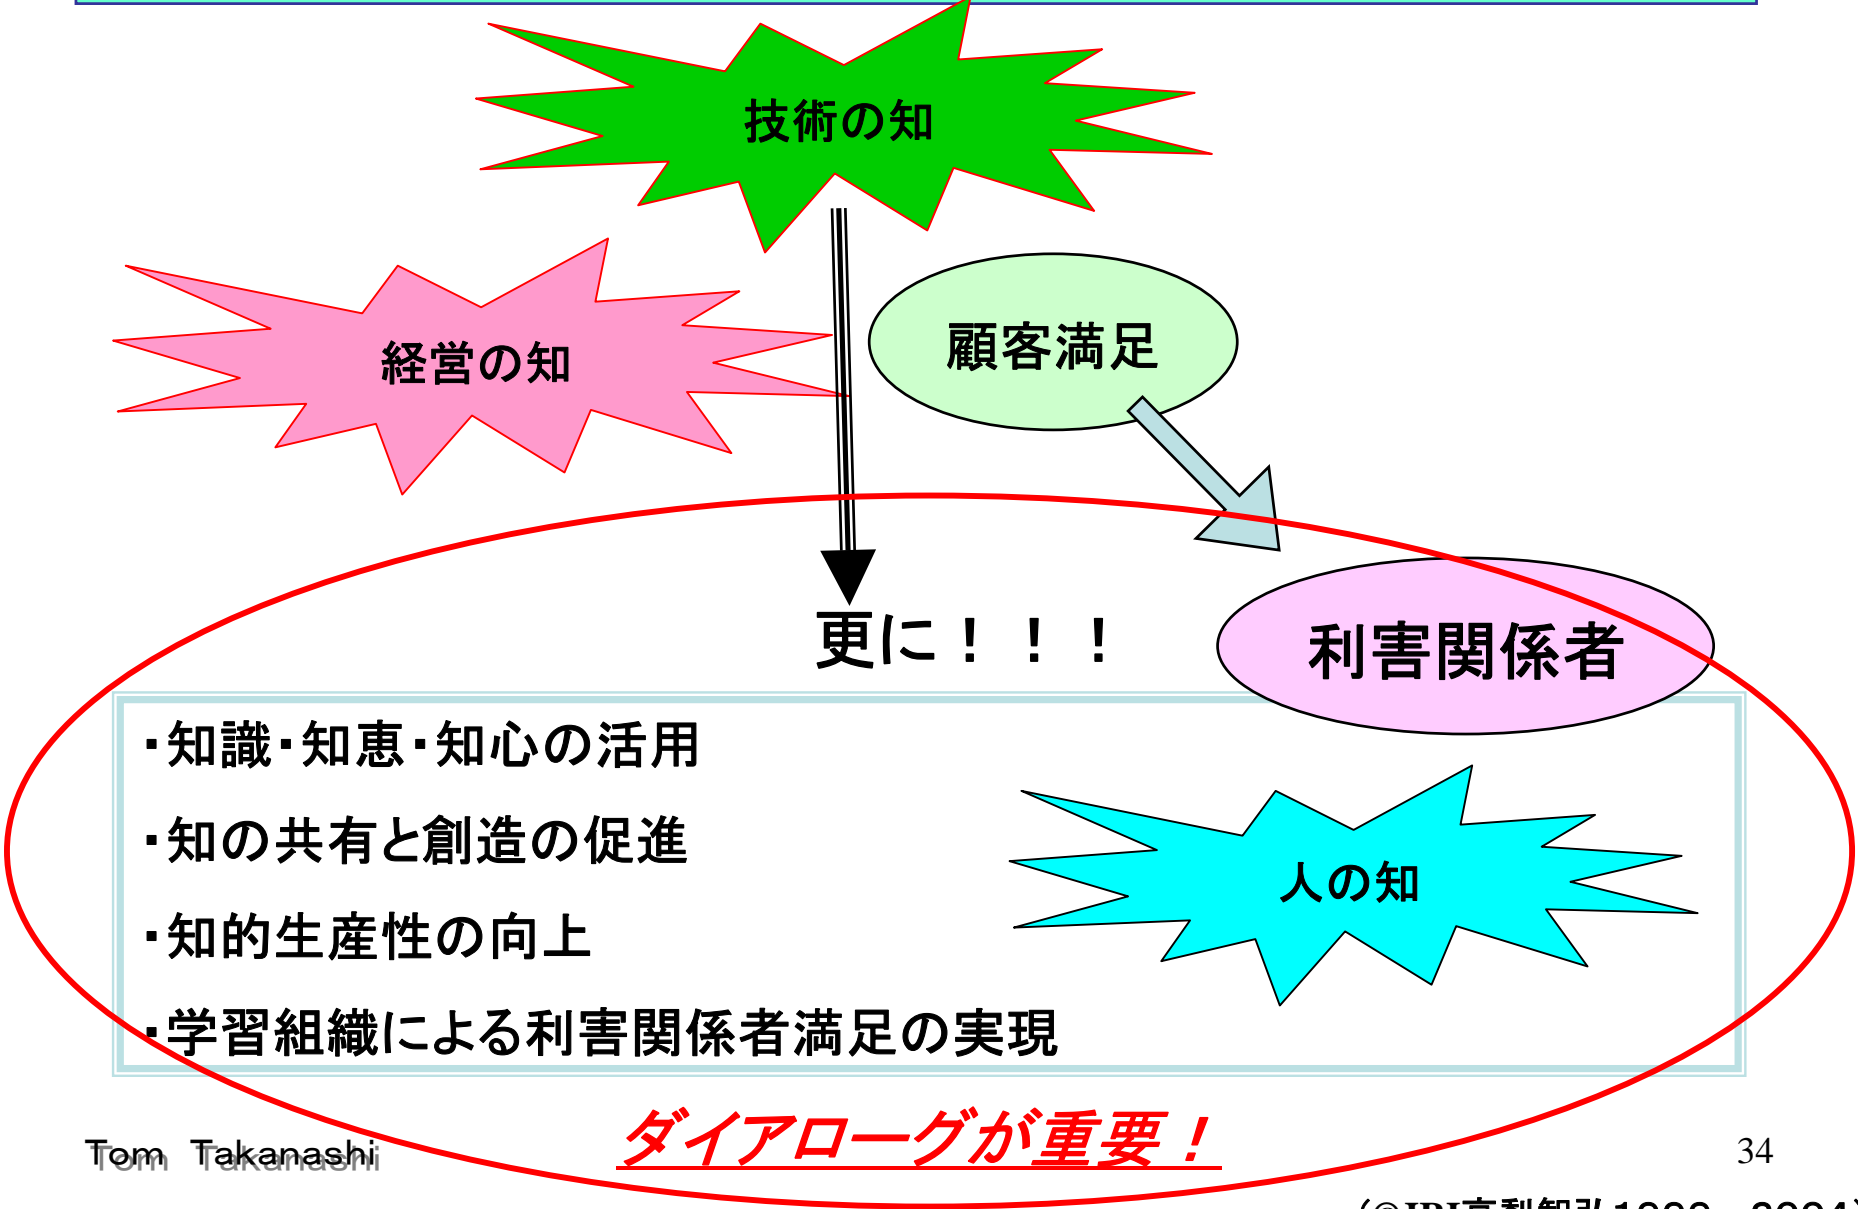 技術の知
経営の知
顧客満足
更に！！！
利害関係者
・知識・知恵・知心の活用
・知の共有と創造の促進
人の知
・知的生産性の向上
・学習組織による利害関係者満足の実現
ダイアローグが重要！
Tom　Takanashi
34